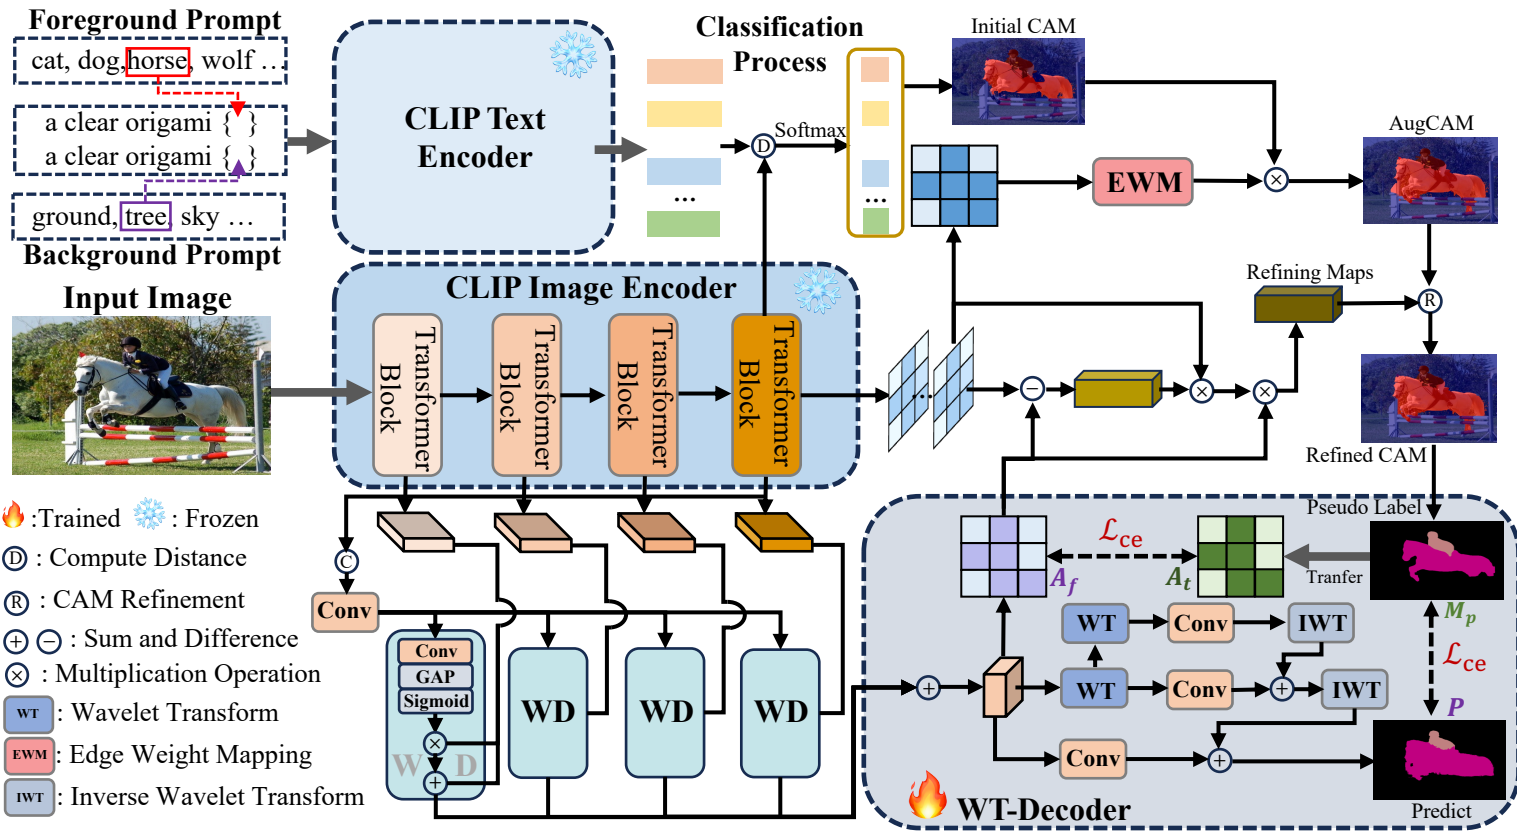 Foreground Prompt
cat, dog, horse, wolf ...
a clear origami { }
a clear origami { }
ground, tree, sky ...
Background Prompt
CLIP Text
Encoder
Classification
Process
D
Softmax
...
...
Initial CAM
EWM
×
AugCAM
Input Image
CLIP Image Encoder
Transformer
Block
Transformer
Block
Transformer
Block
Transformer
Block
...
−
×
×
Refining Maps
R
Refined CAM
:Trained
: Frozen
D : Compute Distance
R : CAM Refinement
+ − : Sum and Difference
× : Multiplication Operation
WT : Wavelet Transform
EWM : Edge Weight Mapping
IWT : Inverse Wavelet Transform
C
Conv
Conv
GAP
Sigmoid
×
+
W D
WD
WD
WD
+
Pseudo Label
ℒce
Af
At
Tranfer
Mp
WT
Conv
IWT
WT
Conv
+
IWT
ℒce
P
Conv
+
Predict
WT-Decoder